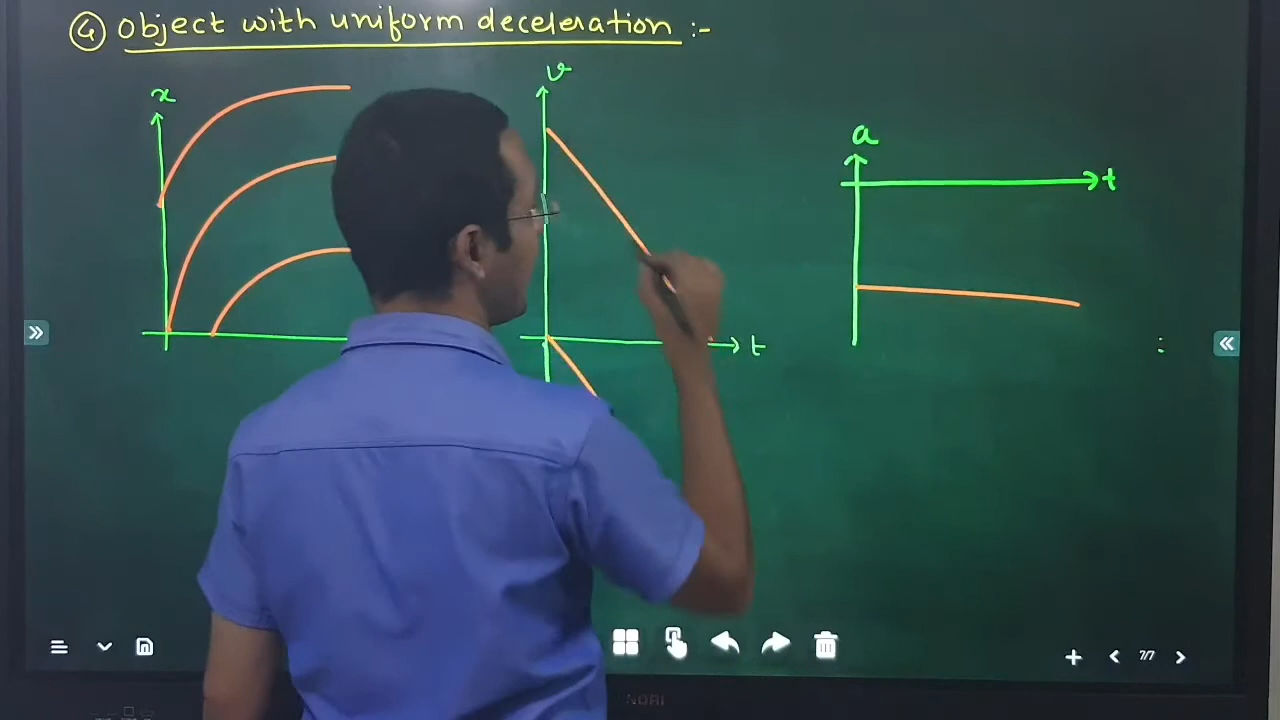 ④ Object with uniform deceleration :-
x
v
t
a
t
7/7